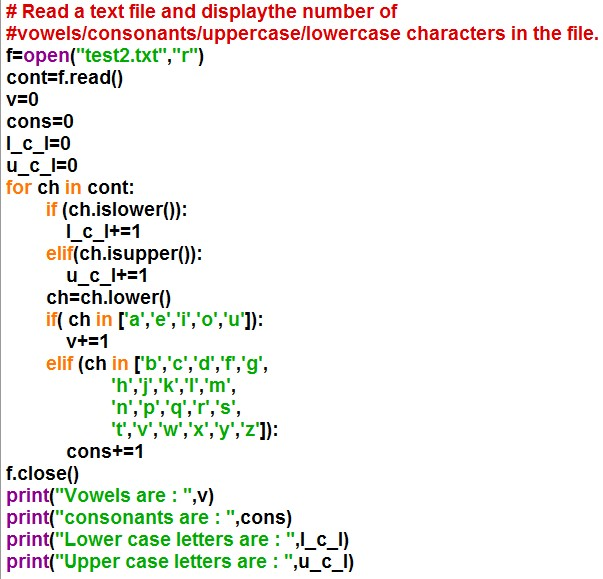 # Read a text file and displaythe number of
#vowels/consonants/uppercase/lowercase characters in the file.
f=open("test2.txt","r")
cont=f.read()
v=0
cons=0
l_c_l=0
u_c_l=0
for ch in cont:
    if (ch.islower()):
        l_c_l+=1
    elif(ch.isupper()):
        u_c_l+=1
    ch=ch.lower()
    if( ch in ['a','e','i','o','u']):
        v+=1
    elif (ch in ['b','c','d','f','g',
                'h','j','k','l','m',
                'n','p','q','r','s',
                't','v','w','x','y','z']):
        cons+=1
f.close()
print("Vowels are : ",v)
print("consonants are : ",cons)
print("Lower case letters are : ",l_c_l)
print("Upper case letters are : ",u_c_l)